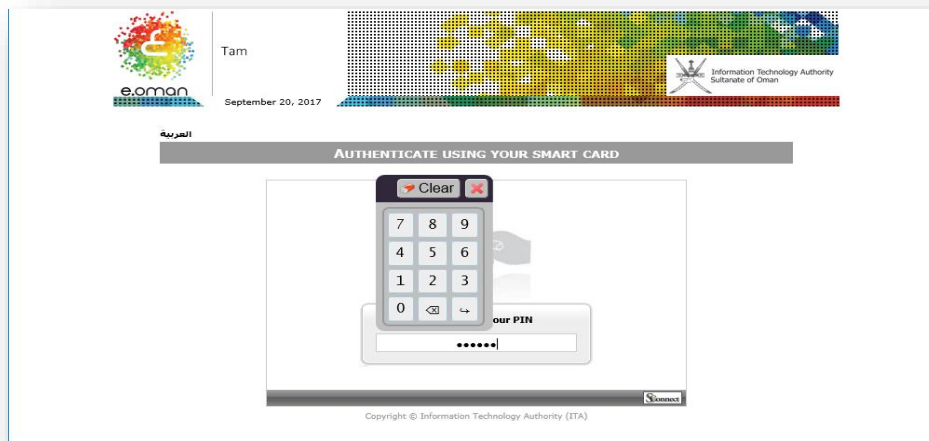 Tam
Information Technology Authority
Sultanate of Oman
e.oman
September 20, 2017
العربية
AUTHENTICATE USING YOUR SMART CARD
Clear
7 8 9
4 5 6
1 2 3
0
our PIN
••••••
SConnect
Copyright © Information Technology Authority (ITA)